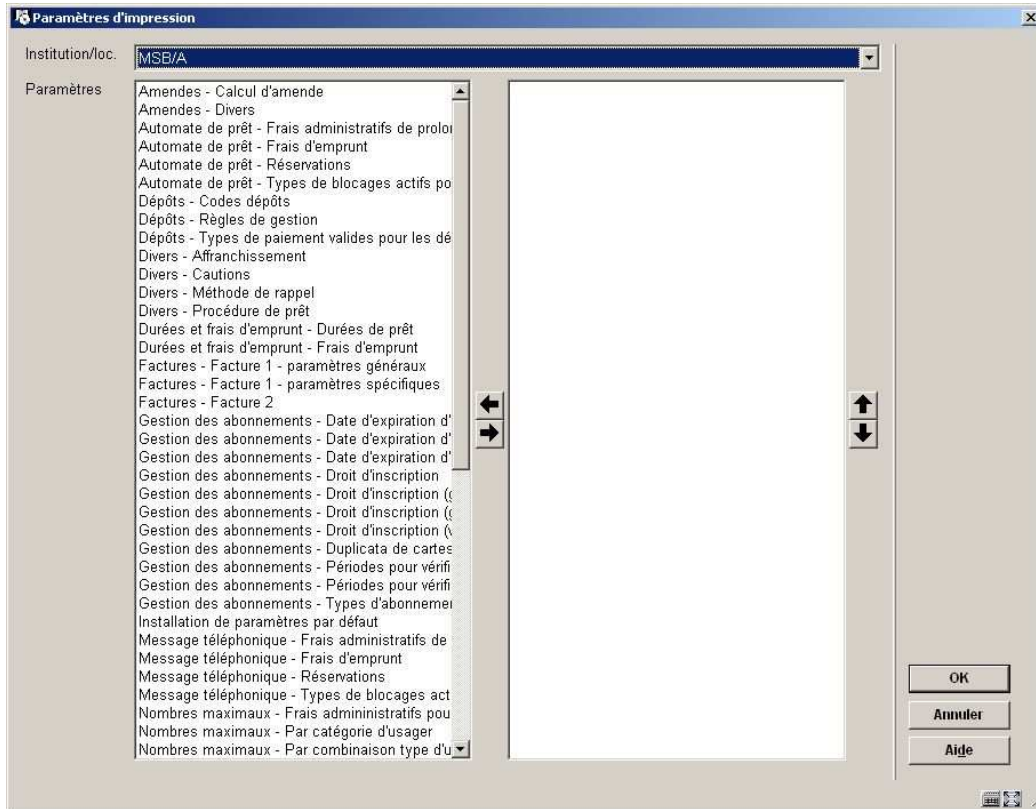 Paramètres d'impression
Institution/loc. MSB/A
Paramètres
Amendes - Calcul d'amende
Amendes - Divers
Automate de prêt - Frais administratifs de prolo
Automate de prêt - Frais d'emprunt
Automate de prêt - Réservations
Automate de prêt - Types de blocages actifs po
Dépôts - Codes dépôts
Dépôts - Règles de gestion
Dépôts - Types de paiement valides pour les dé
Divers - Affranchissement
Divers - Cautions
Divers - Méthode de rappel
Divers - Procédure de prêt
Durées et frais d'emprunt - Durées de prêt
Durées et frais d'emprunt - Frais d'emprunt
Factures - Facture 1 - paramètres généraux
Factures - Facture 1 - paramètres spécifiques
Factures - Facture 2
Gestion des abonnements - Date d'expiration d'
Gestion des abonnements - Date d'expiration d'
Gestion des abonnements - Date d'expiration d'
Gestion des abonnements - Droit d'inscription
Gestion des abonnements - Droit d'inscription (g
Gestion des abonnements - Droit d'inscription (g
Gestion des abonnements - Droit d'inscription (v
Gestion des abonnements - Duplicata de cartes
Gestion des abonnements - Périodes pour vérifi
Gestion des abonnements - Périodes pour vérifi
Gestion des abonnements - Types d'abonnemer
Installation de paramètres par défaut
Message téléphonique - Frais administratifs de
Message téléphonique - Frais d'emprunt
Message téléphonique - Réservations
Message téléphonique - Types de blocages act
Nombres maximaux - Frais admininistratifs pou
Nombres maximaux - Par catégorie d'usager
Nombres maximaux - Par combinaison type d'u
OK
Annuler
Aide